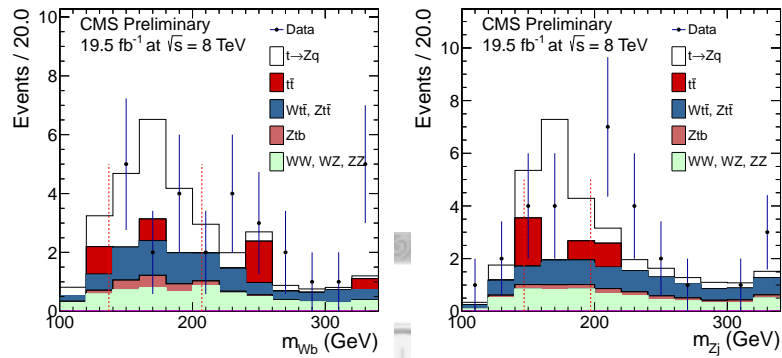 CMS Preliminary
19.5 fb⁻¹ at √s = 8 TeV
Data
t→Zq
tt̄
Wtt̄, Ztt̄
Ztb
WW, WZ, ZZ
Events / 20.0
10
8
6
4
2
0
100 200 300
m_Wb (GeV)
CMS Preliminary
19.5 fb⁻¹ at √s = 8 TeV
Data
t→Zq
tt̄
Wtt̄, Ztt̄
Ztb
WW, WZ, ZZ
Events / 20.0
10
8
6
4
2
0
100 200 300
m_Zj (GeV)